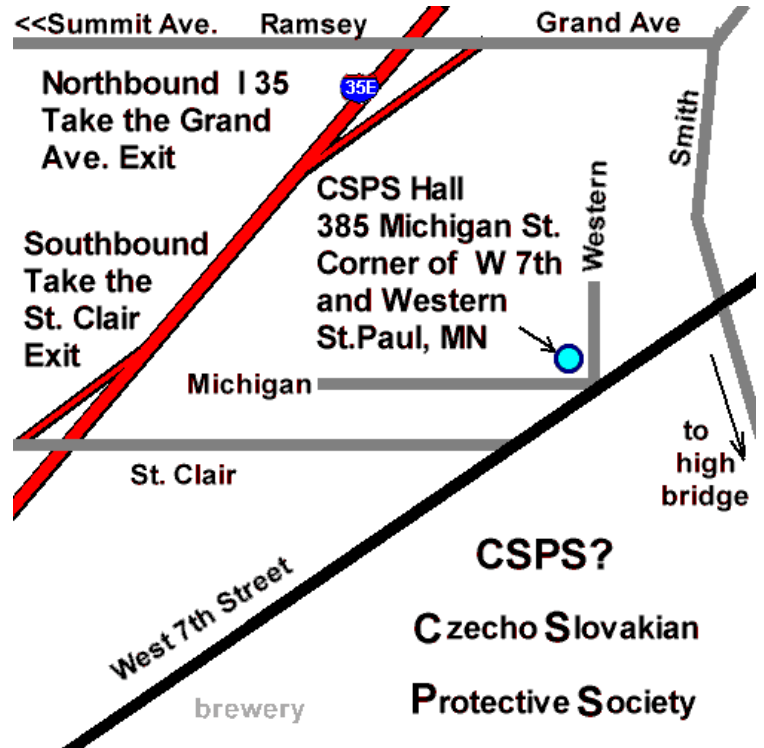 <<Summit Ave. Ramsey Grand Ave
Northbound I 35
Take the Grand
Ave. Exit
35E
Smith
CSPS Hall
385 Michigan St.
Corner of W 7th
and Western
St.Paul, MN
Western
Southbound
Take the
St. Clair
Exit
Michigan
St. Clair
to
high
bridge
West 7th Street
CSPS?
Czecho Slovakian
Protective Society
brewery